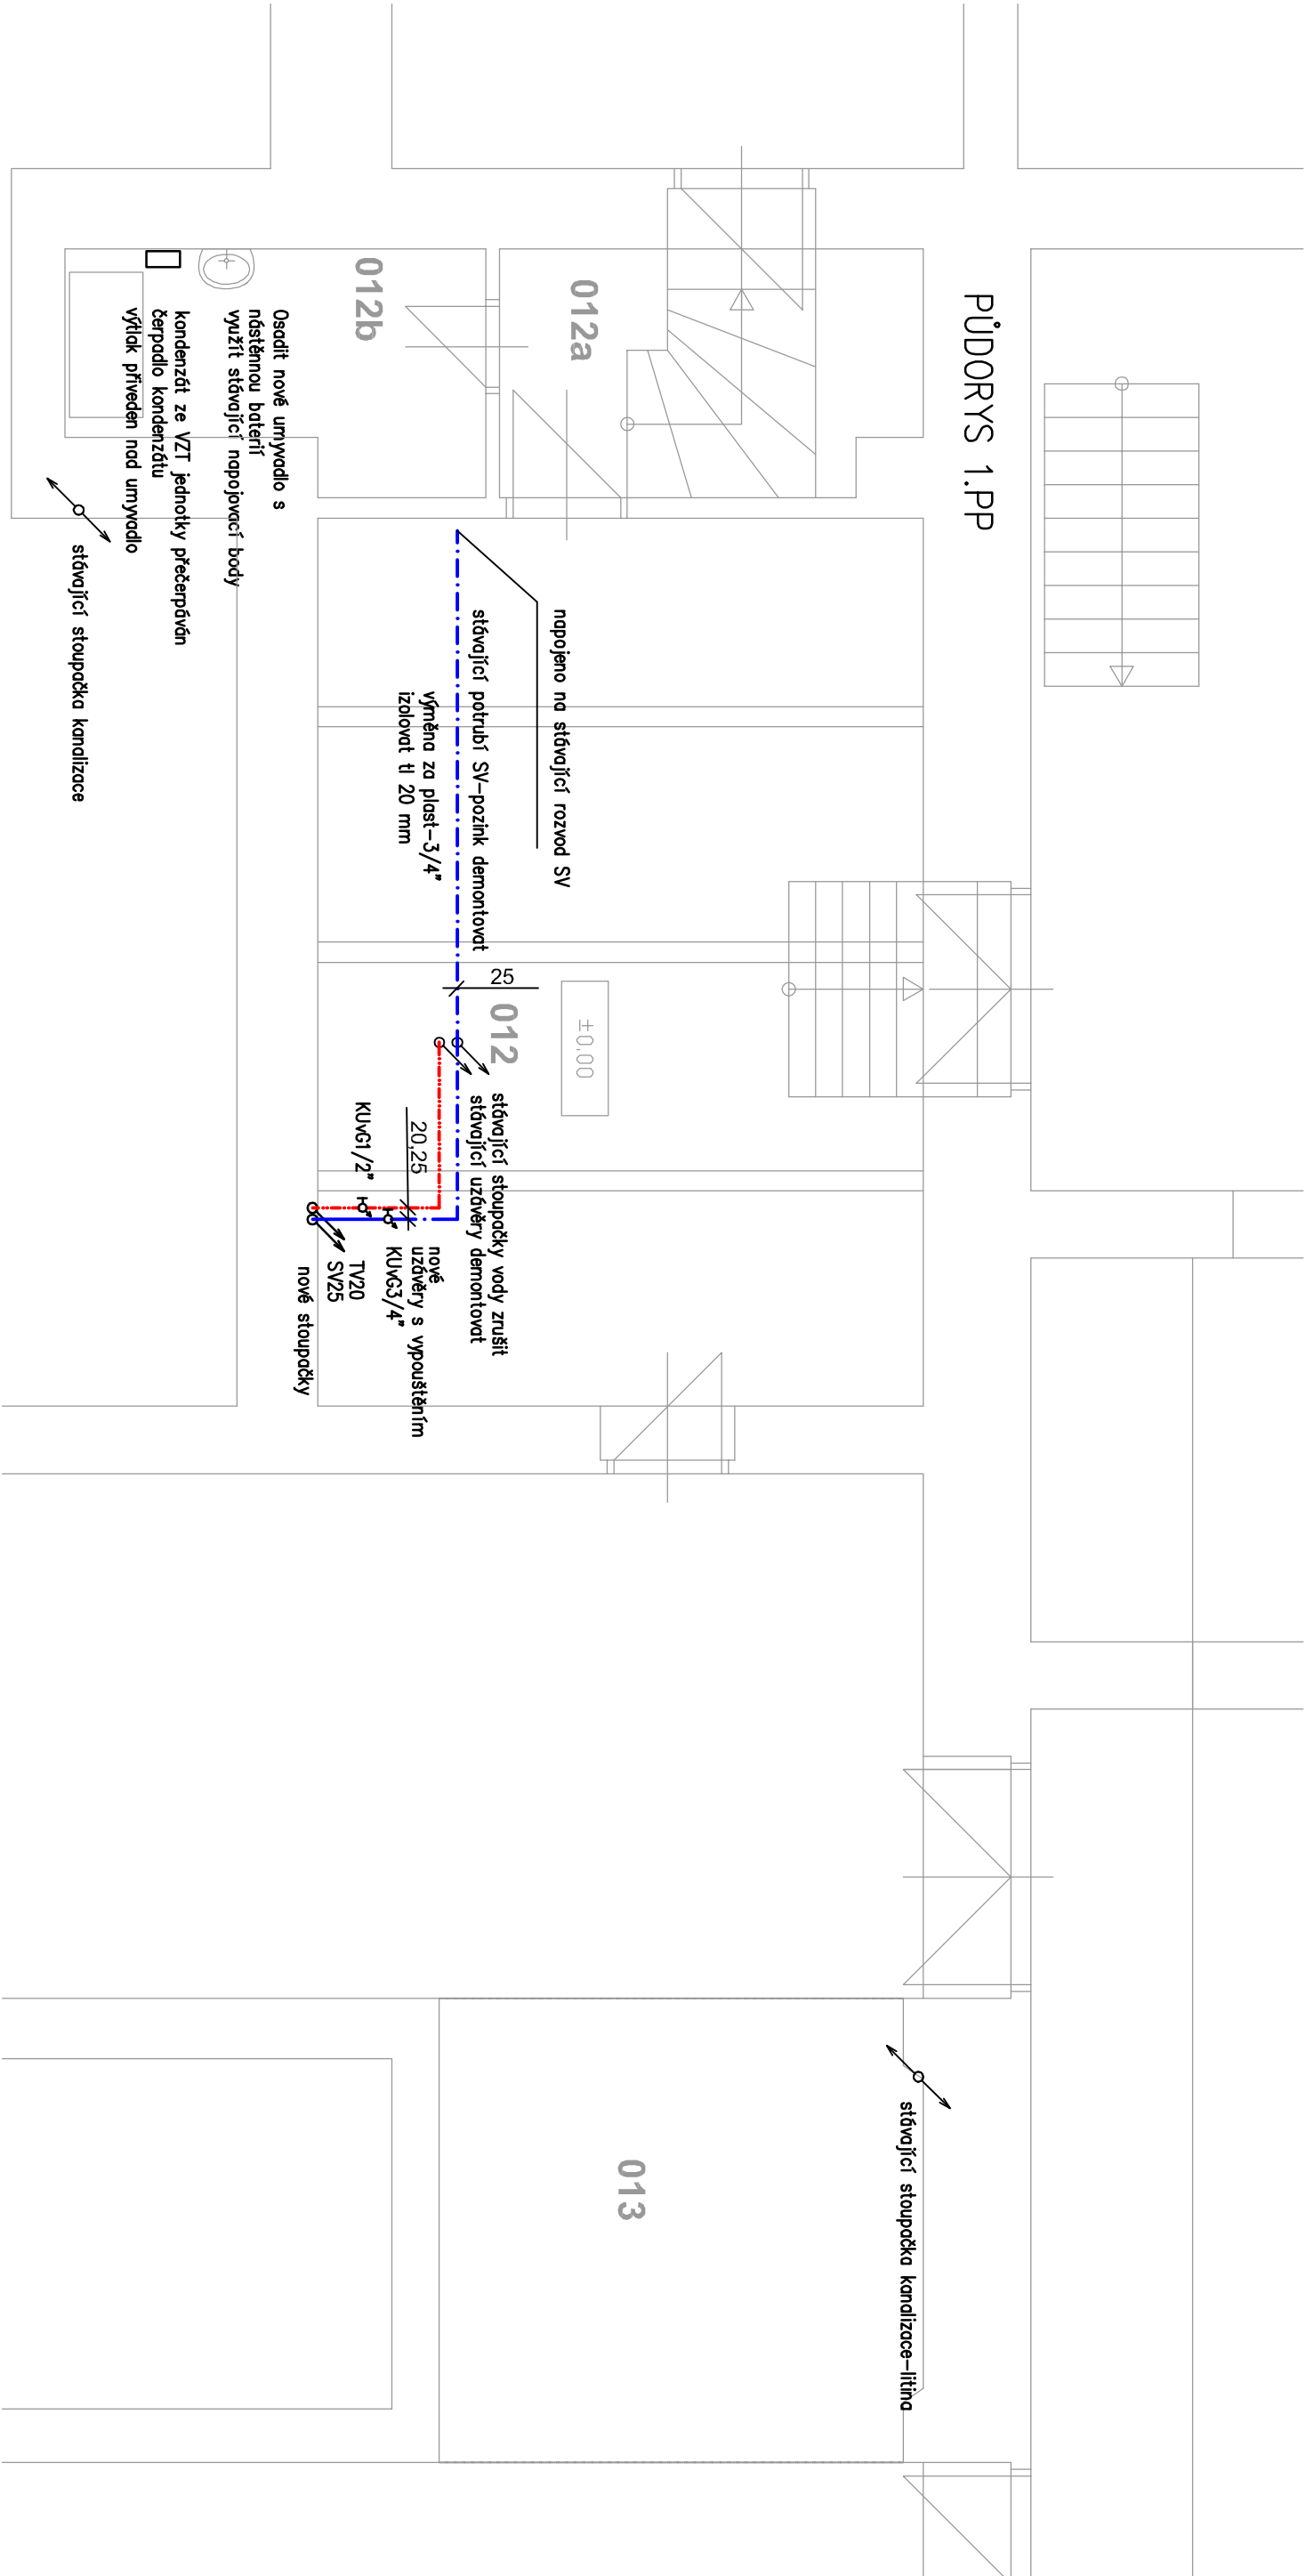 PŮDORYS 1.PP
012a
012b
Osadit nové umyvadlo s
nástěnnou baterií
využít stávající napojovací body
kondenzát ze VZT jednotky přečerpáván
čerpadlo kondenzátu
výtlak přiveden nad umyvadlo
stávající stoupačka kanalizace
napojeno na stávající rozvod SV
stávající potrubí SV-pozink demontovat
výměna za plast-3/4"
izolovat tl 20 mm
25
012
±0,00
stávající stoupačky vody zrušit
stávající uzávěry demontovat
20,25
KUvG1/2"
nové
uzávěry s vypouštěním
KUvG3/4"
TV20
SV25
nové stoupačky
stávající stoupačka kanalizace-litina
013